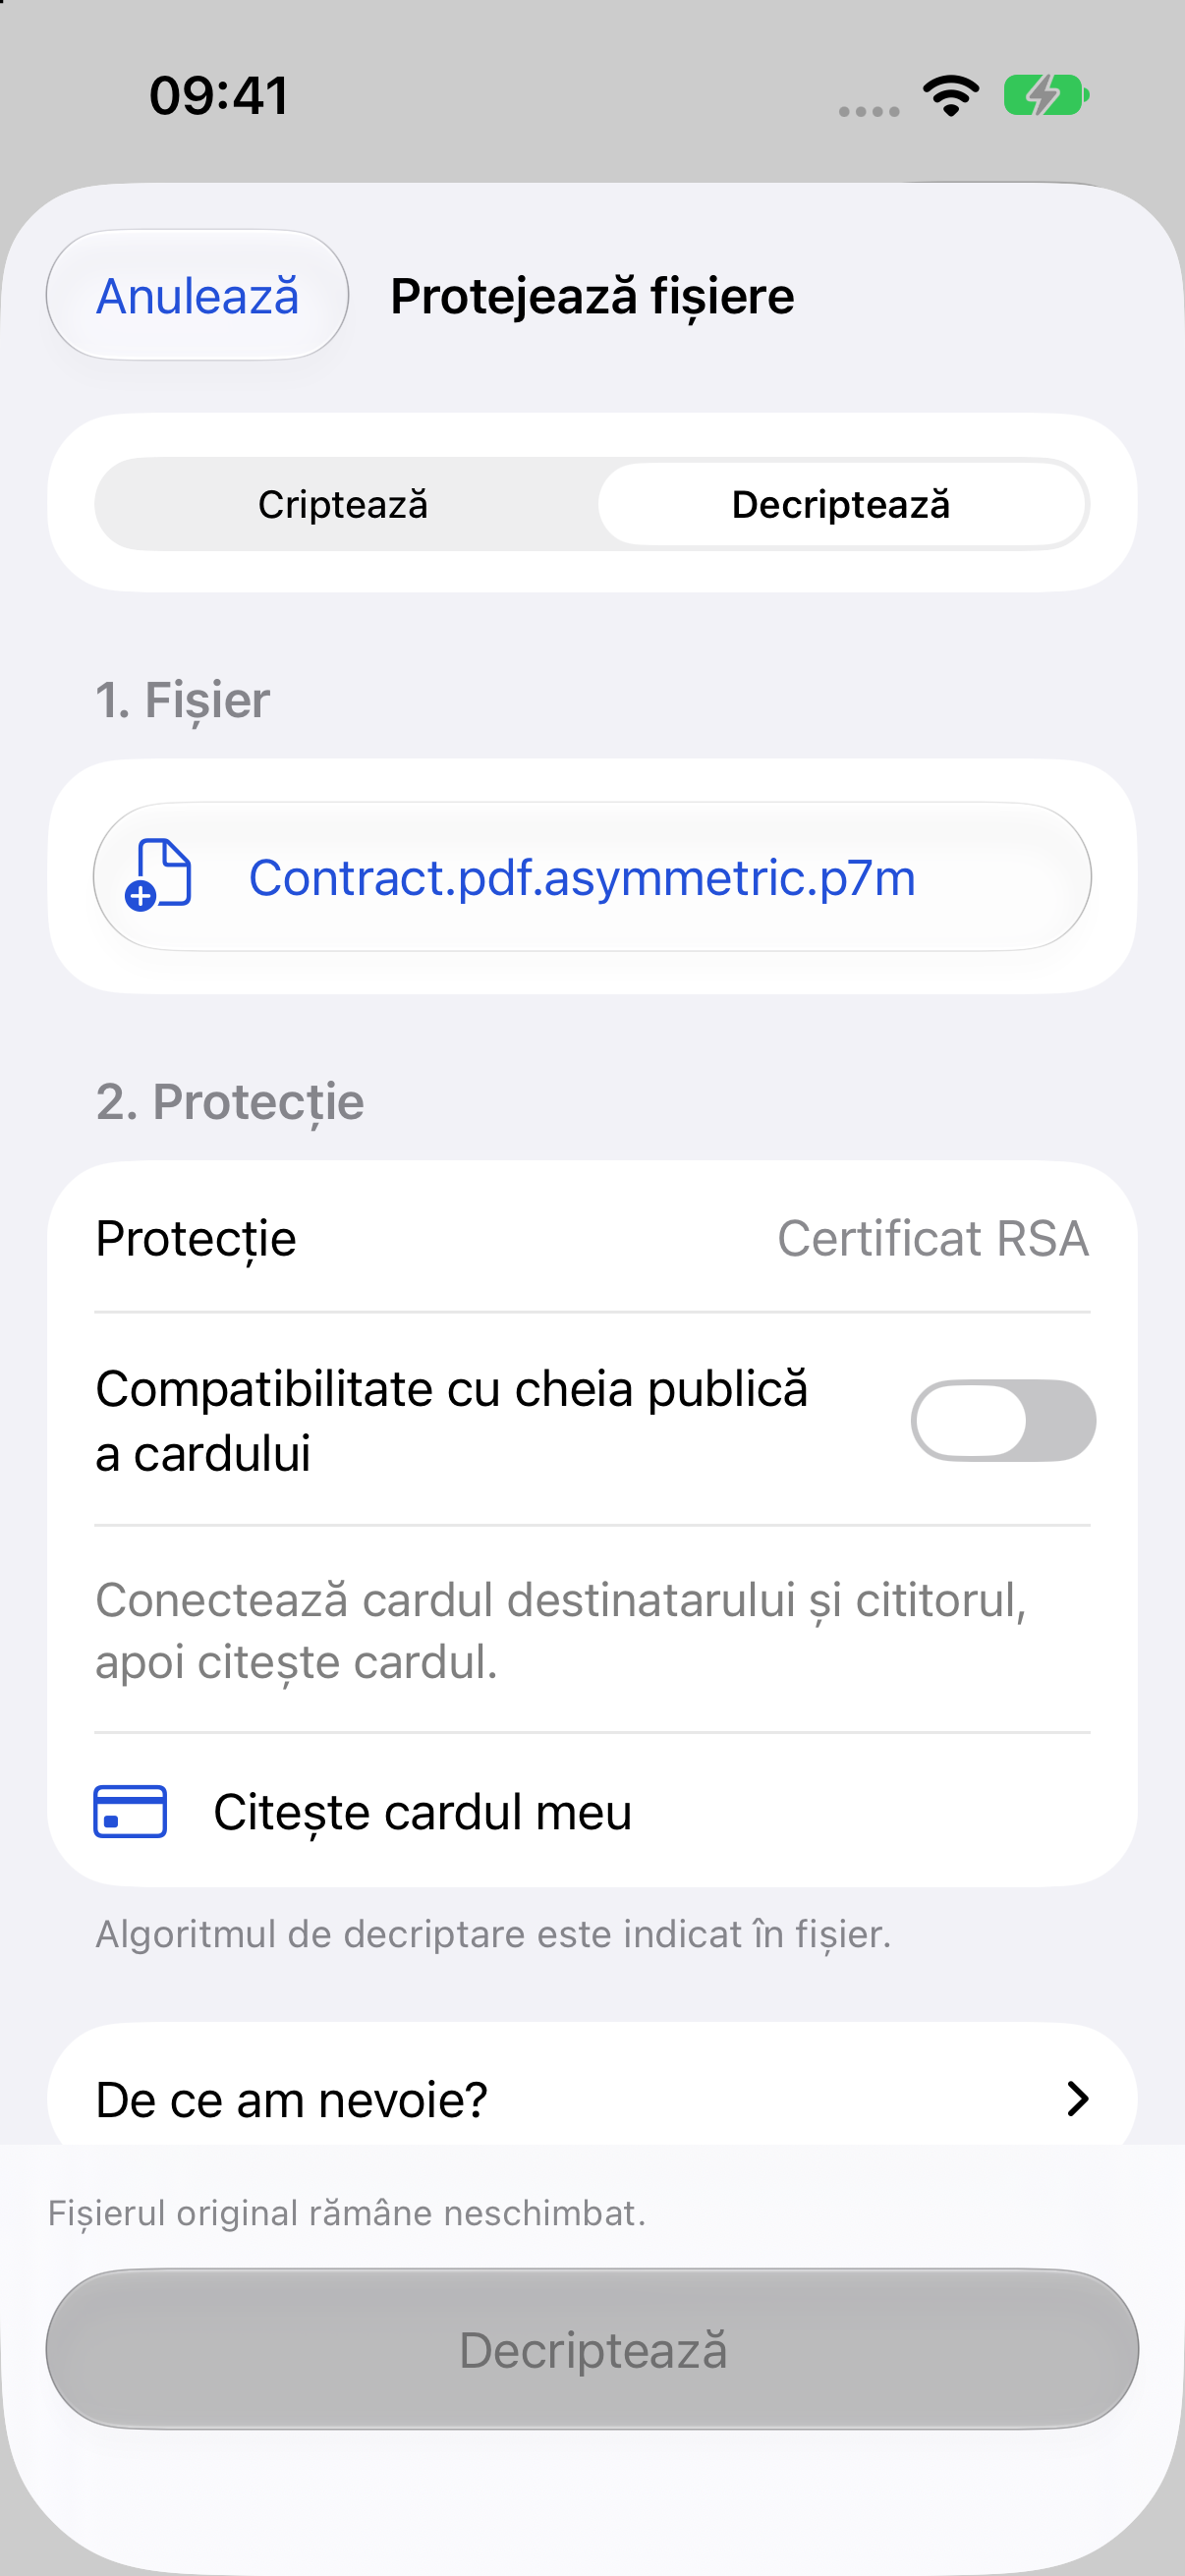 09:41
Anulează
Protejează fișiere
Criptează
Decriptează
1. Fișier
Contract.pdf.asymmetric.p7m
2. Protecție
Protecție
Certificat RSA
Compatibilitate cu cheia publică
a cardului
Conectează cardul destinatarului și cititorul,
apoi citește cardul.
Citește cardul meu
Algoritmul de decriptare este indicat în fișier.
De ce am nevoie?
Fișierul original rămâne neschimbat.
Decriptează